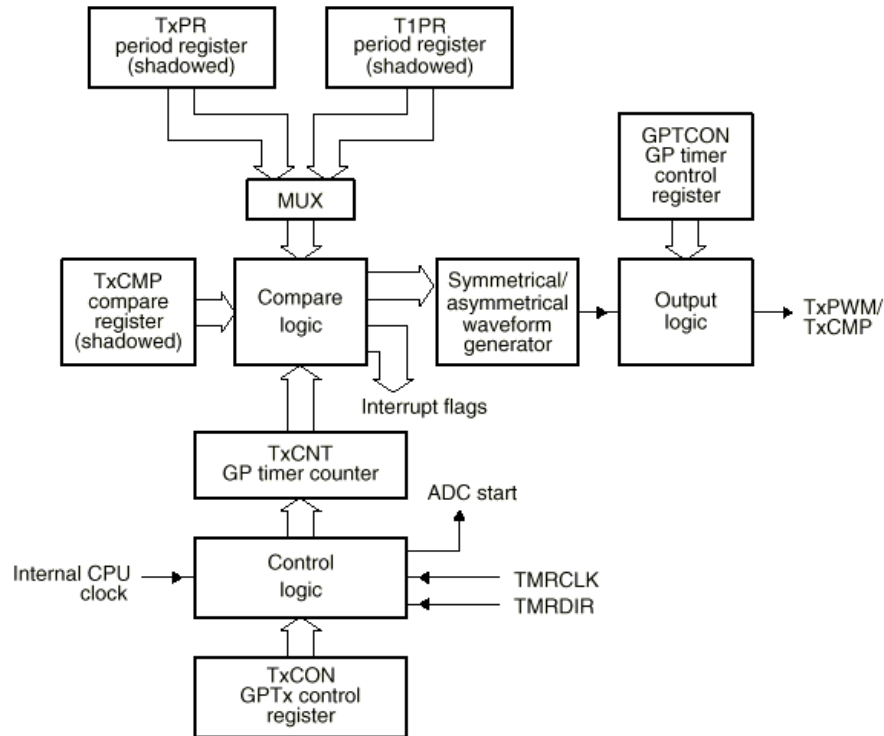 TxPR
period register
(shadowed)
T1PR
period register
(shadowed)
GPTCON
GP timer
control
register
MUX
TxCMP
compare
register
(shadowed)
Compare
logic
Symmetrical/
asymmetrical
waveform
generator
Output
logic
TxPWM/
TxCMP
Interrupt flags
TxCNT
GP timer counter
ADC start
Internal CPU
clock
Control
logic
TMRCLK
TMRDIR
TxCON
GPTx control
register